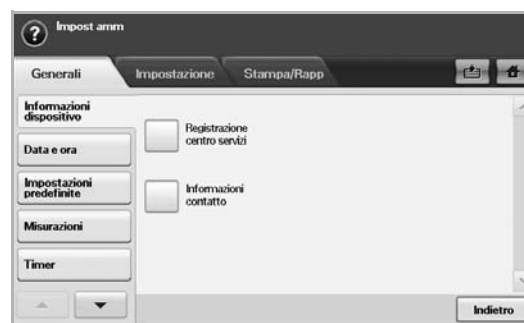 ? Impost amm
Generali
Impostazione
Stampa/Rapp
Informazioni
dispositivo
Data e ora
Impostazioni
predefinite
Misurazioni
Timer
Registrazione
centro servizi
Informazioni
contatto
Indietro